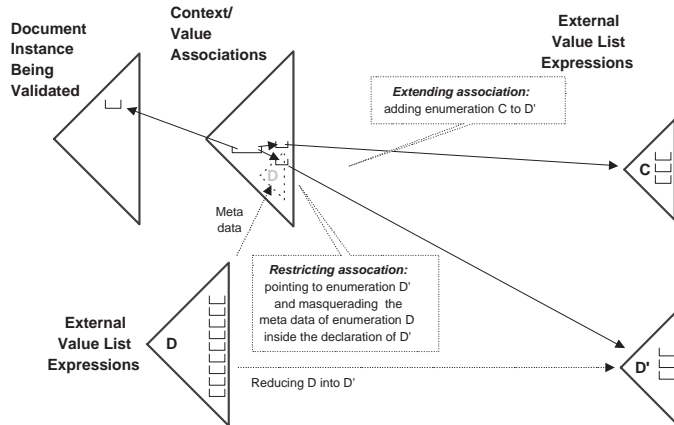 Document
Instance
Being
Validated
Context/
Value
Associations
External
Value List
Expressions
Extending association:
adding enumeration C to D'
C
D
Meta
data
Restricting assocation:
pointing to enumeration D'
and masquerading the
meta data of enumeration D
inside the declaration of D'
External
Value List
Expressions
D
D'
Reducing D into D'